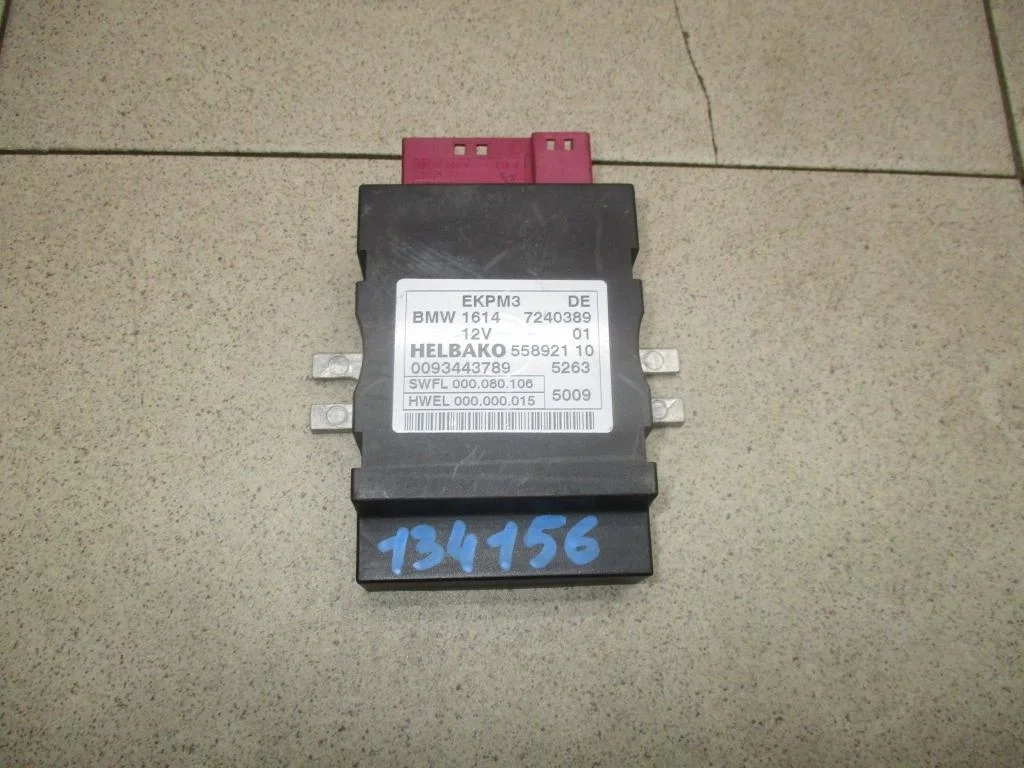 EKPM3 DE
BMW 1614 7240389
12V 01
HELBAKO 558921 10
0093443789 5263
SWFL 000.080.106
HWEL 000.000.015 5009
134156